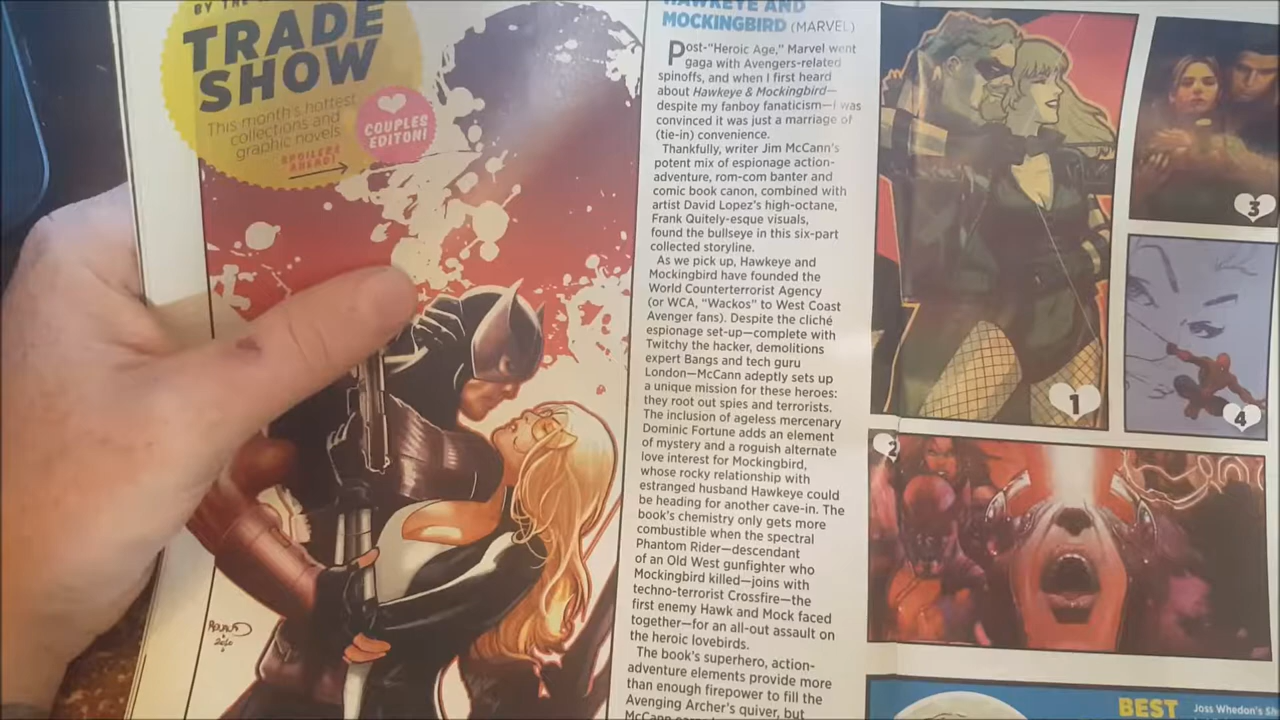 BY THE
TRADE
SHOW
This month's hottest
collections and
graphic novels
SPOILERS
AHEAD!
COUPLES
EDITON!
HAWKEYE AND
MOCKINGBIRD (MARVEL)
Post-"Heroic Age," Marvel went
gaga with Avengers-related
spinoffs, and when I first heard
about Hawkeye & Mockingbird—
despite my fanboy fanaticism—I was
convinced it was just a marriage of
(tie-in) convenience.
Thankfully, writer Jim McCann's
potent mix of espionage action-
adventure, rom-com banter and
comic book canon, combined with
artist David Lopez's high-octane,
Frank Quitely-esque visuals,
found the bullseye in this six-part
collected storyline.
As we pick up, Hawkeye and
Mockingbird have founded the
World Counterterrorist Agency
(or WCA, "Wackos" to West Coast
Avenger fans). Despite the cliché
espionage set-up—complete with
Twitchy the hacker, demolitions
expert Bangs and tech guru
London—McCann adeptly sets up
a unique mission for these heroes:
they root out spies and terrorists.
The inclusion of ageless mercenary
Dominic Fortune adds an element
of mystery and a roguish alternate
love interest for Mockingbird,
whose rocky relationship with
estranged husband Hawkeye could
be heading for another cave-in. The
book's chemistry only gets more
combustible when the spectral
Phantom Rider—descendant
of an Old West gunfighter who
Mockingbird killed—joins with
techno-terrorist Crossfire—the
first enemy Hawk and Mock faced
together—for an all-out assault on
the heroic lovebirds.
The book's superhero, action-
adventure elements provide more
than enough firepower to fill the
Avenging Archer's quiver, but
McCann
1
3
4
2
2010
BEST
Joss Whedon's